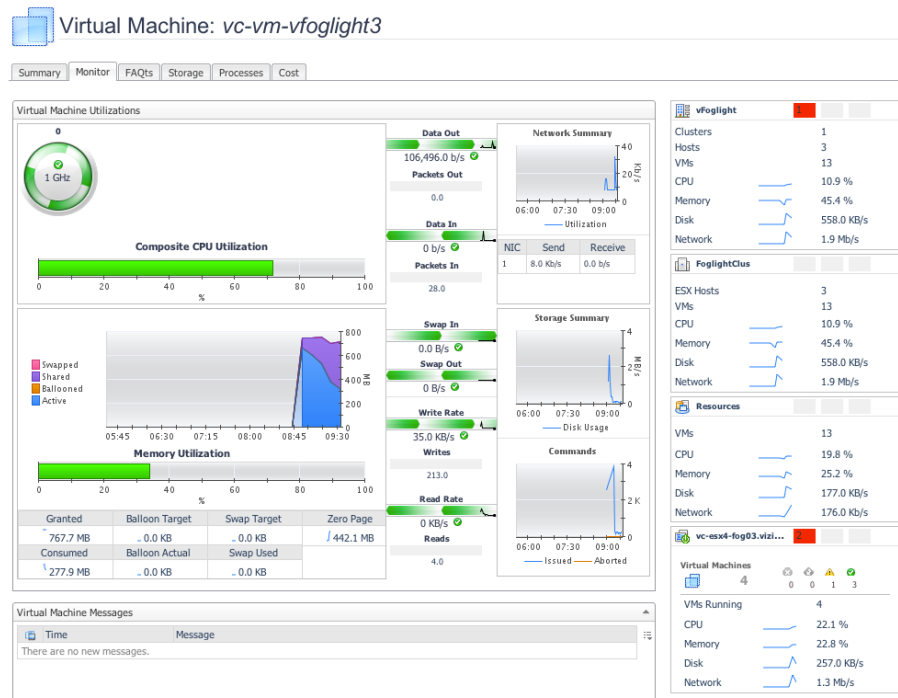 Virtual Machine: vc-vm-vfoglight3
Summary Monitor FAQts Storage Processes Cost
Virtual Machine Utilizations
0
1 GHz
Composite CPU Utilization
0 20 40 60 80 100
%
Data Out
106,496.0 b/s
Packets Out
0.0
Data In
0 b/s
Packets In
28.0
Network Summary
40
20
0
Kb/s
06:00 07:30 09:00
Utilization
NIC Send Receive
1 8.0 Kb/s 0.0 b/s
Swapped
Shared
Ballooned
Active
800
600
400
200
0
MB
05:45 06:30 07:15 08:00 08:45 09:30
Memory Utilization
0 20 40 60 80 100
%
Granted Balloon Target Swap Target Zero Page
767.7 MB 0.0 KB 0.0 KB 442.1 MB
Consumed Balloon Actual Swap Used
277.9 MB 0.0 KB 0.0 KB
Swap In
0.0 B/s
Swap Out
0 B/s
Write Rate
35.0 KB/s
Writes
213.0
Read Rate
0 KB/s
Reads
4.0
Storage Summary
4
2
0
MB/s
06:00 07:30 09:00
Disk Usage
Commands
4
2 K
0
06:00 07:30 09:00
Issued Aborted
Virtual Machine Messages
Time Message
There are no new messages.
vFoglight 1
Clusters 1
Hosts 3
VMs 13
CPU 10.9 %
Memory 45.4 %
Disk 558.0 KB/s
Network 1.9 Mb/s
FoglightClus
ESX Hosts 3
VMs 13
CPU 10.9 %
Memory 45.4 %
Disk 558.0 KB/s
Network 1.9 Mb/s
Resources
VMs 13
CPU 19.8 %
Memory 25.2 %
Disk 177.0 KB/s
Network 176.0 Kb/s
vc-esx4-fog03.vizi... 2
Virtual Machines
4
0 0 1 3
VMs Running 4
CPU 22.1 %
Memory 22.8 %
Disk 257.0 KB/s
Network 1.3 Mb/s